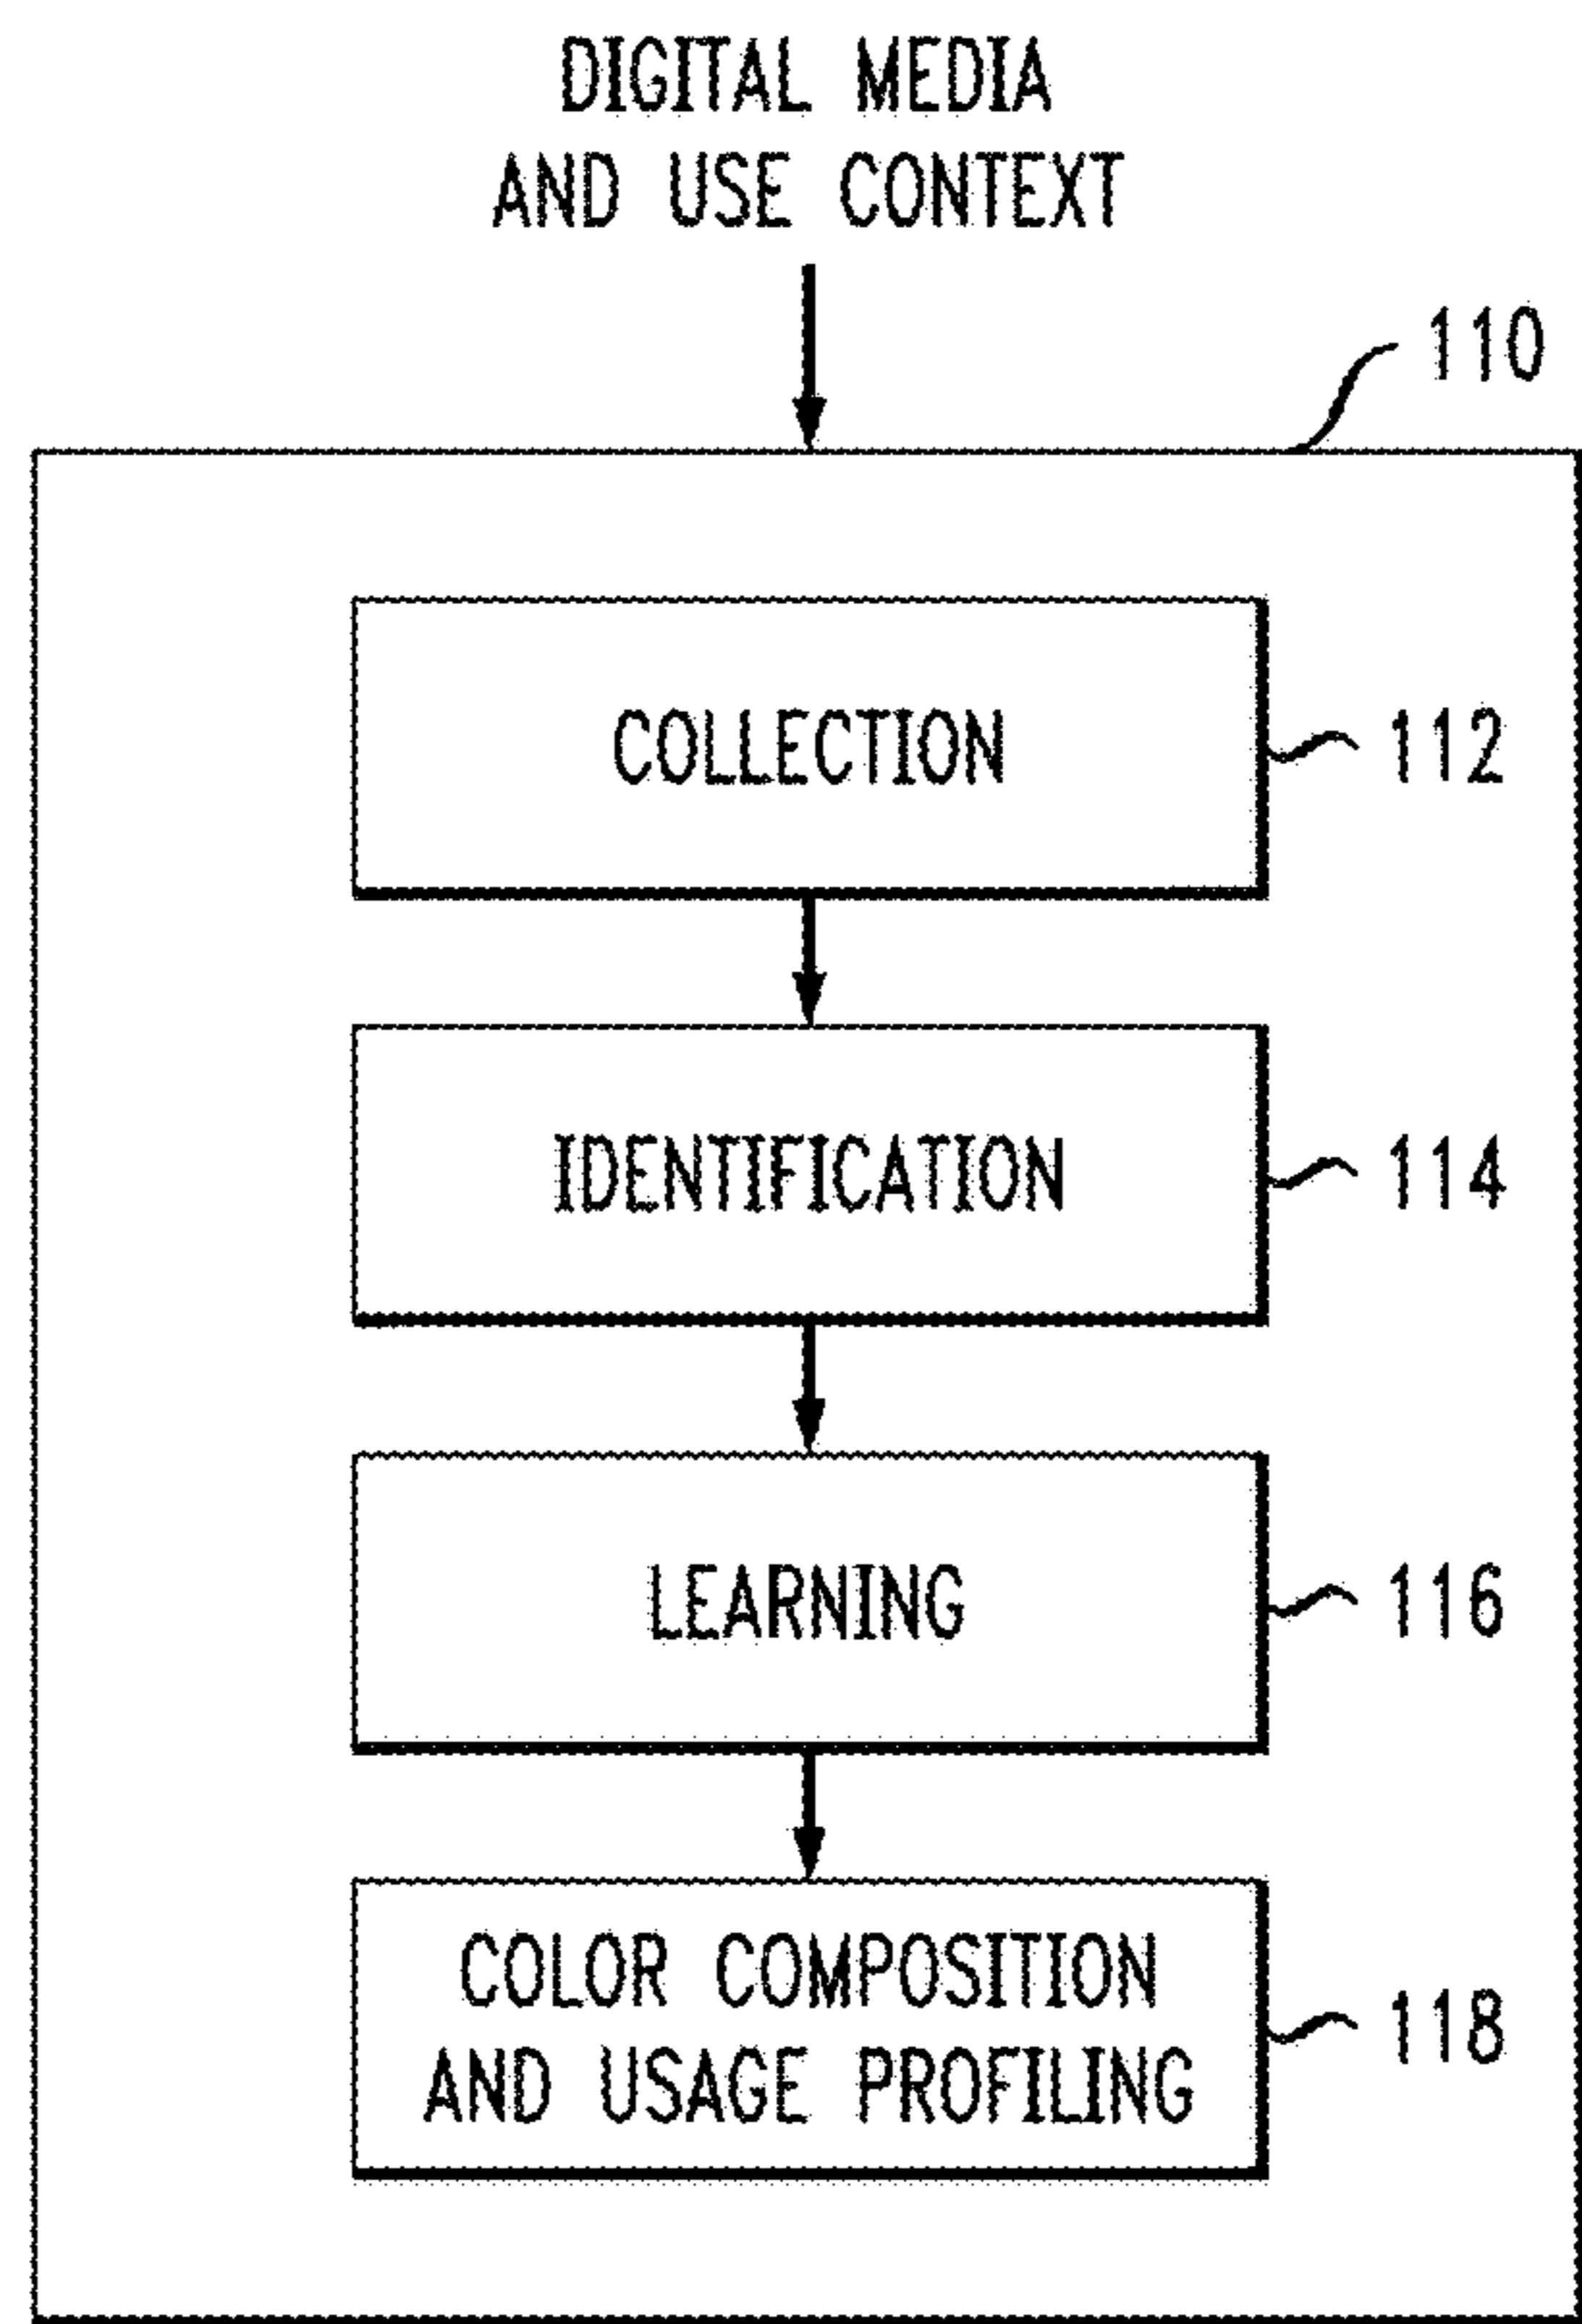 DIGITAL MEDIA
AND USE CONTEXT
110
COLLECTION
112
IDENTIFICATION
114
LEARNING
116
COLOR COMPOSITION
AND USAGE PROFILING
118